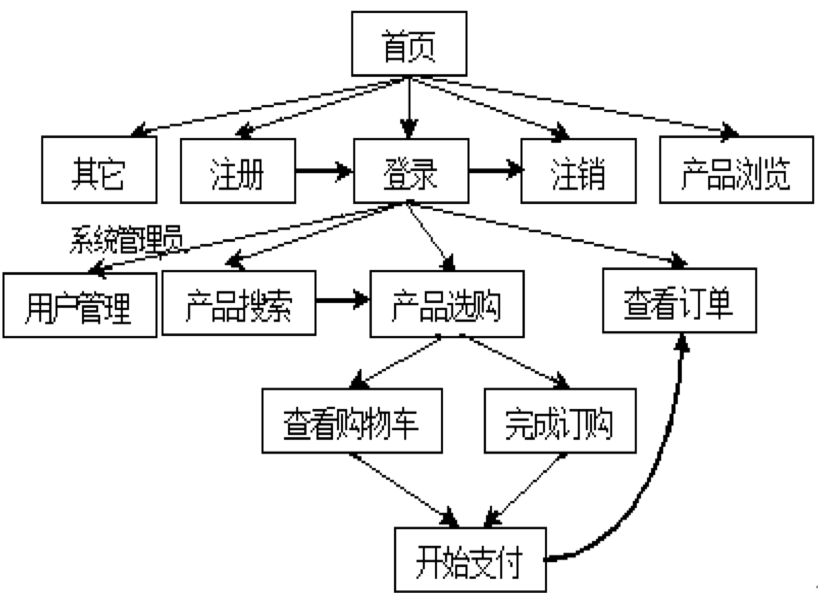 首页
其它
注册
登录
注销
产品浏览
系统管理员
用户管理
产品搜索
产品选购
查看订单
查看购物车
完成订购
开始支付